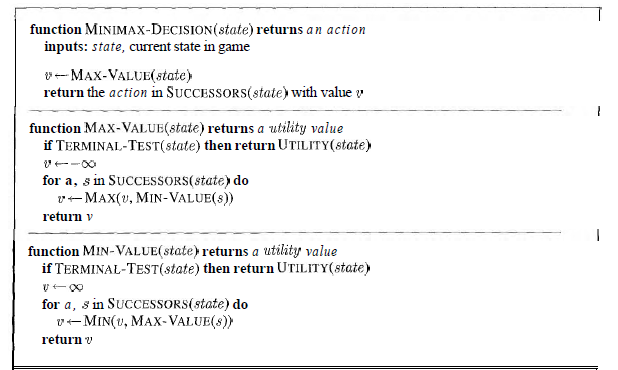 function MINIMAX-DECISION(state) returns an action
inputs: state, current state in game
v ← MAX-VALUE(state)
return the action in SUCCESSORS(state) with value v
function MAX-VALUE(state) returns a utility value
if TERMINAL-TEST(state) then return UTILITY(state)
v ← −∞
for a, s in SUCCESSORS(state) do
v ← MAX(v, MIN-VALUE(s))
return v
function MIN-VALUE(state) returns a utility value
if TERMINAL-TEST(state) then return UTILITY(state)
v ← ∞
for a, s in SUCCESSORS(state) do
v ← MIN(v, MAX-VALUE(s))
return v